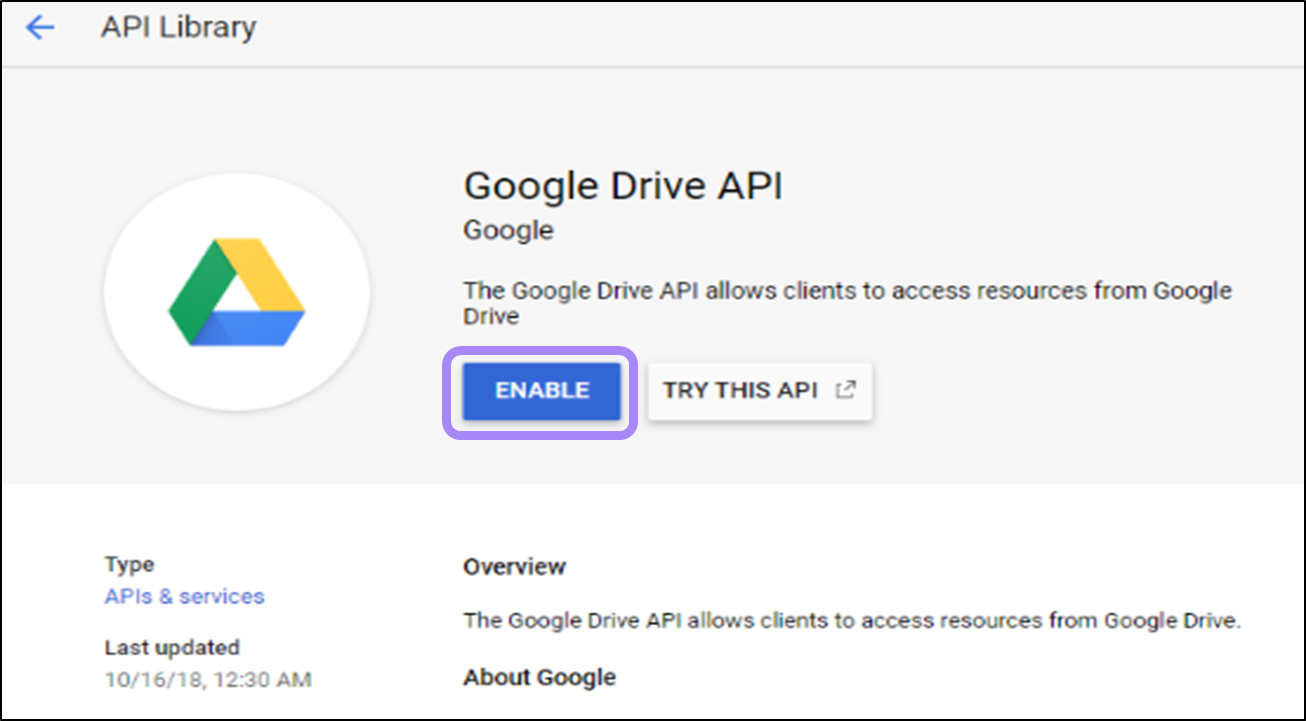 API Library
Google Drive API
Google
The Google Drive API allows clients to access resources from Google
Drive
ENABLE
TRY THIS API
Type
APIs & services
Last updated
10/16/18, 12:30 AM
Overview
The Google Drive API allows clients to access resources from Google Drive.
About Google